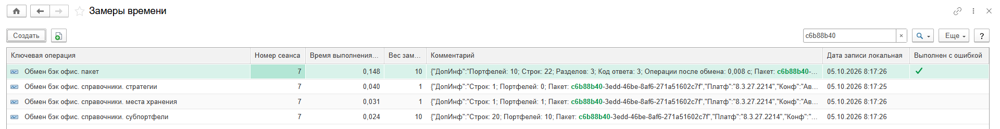 Замеры времени
Создать c6b88b40 × Еще ?
Ключевая операция Номер сеанса Время выполнения... Вес зам... Комментарий Дата записи локальная Выполнен с ошибкой
Обмен бэк офис. пакет 7 0,148 10 {"ДопИнф":"Портфелей: 10; Строк: 22; Разделов: 3; Код ответа: 3; Операции после обмена: 0,008 с; Пакет: c6b88b40-... 05.10.2026 8:17:26
Обмен бэк офис. справочники. стратегии 7 0,040 1 {"ДопИнф":"Строк: 1; Портфелей: 0; Пакет: c6b88b40-3edd-46be-8af6-271a51602c7f","Платф":"8.3.27.2214","Конф":"Ав... 05.10.2026 8:17:25
Обмен бэк офис. справочники. места хранения 7 0,031 1 {"ДопИнф":"Строк: 1; Портфелей: 1; Пакет: c6b88b40-3edd-46be-8af6-271a51602c7f","Платф":"8.3.27.2214","Конф":"Ав... 05.10.2026 8:17:26
Обмен бэк офис. справочники. субпортфели 7 0,024 10 {"ДопИнф":"Строк: 20; Портфелей: 10; Пакет: c6b88b40-3edd-46be-8af6-271a51602c7f","Платф":"8.3.27.2214","Конф":"... 05.10.2026 8:17:26